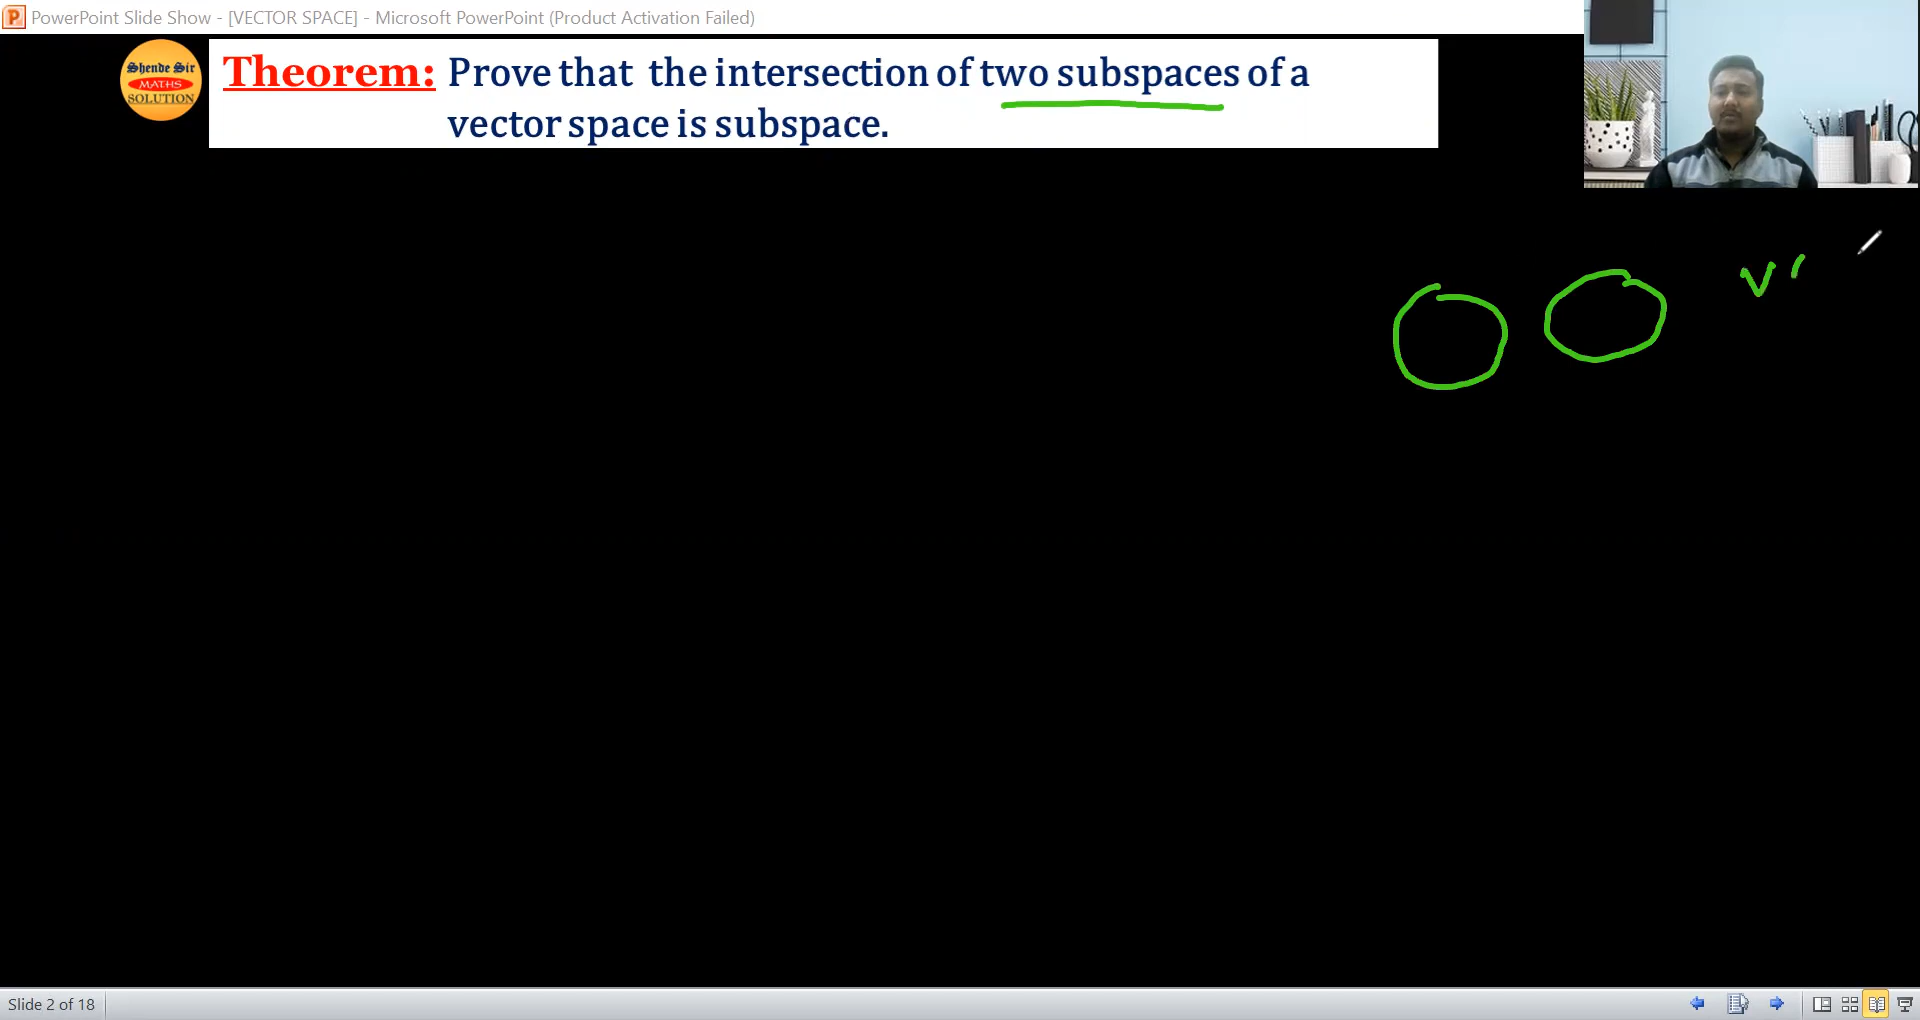 PowerPoint Slide Show - [VECTOR SPACE] - Microsoft PowerPoint (Product Activation Failed)
Shende Sir
MATHS
SOLUTION
Theorem: Prove that the intersection of two subspaces of a
vector space is subspace.
V (
Slide 2 of 18